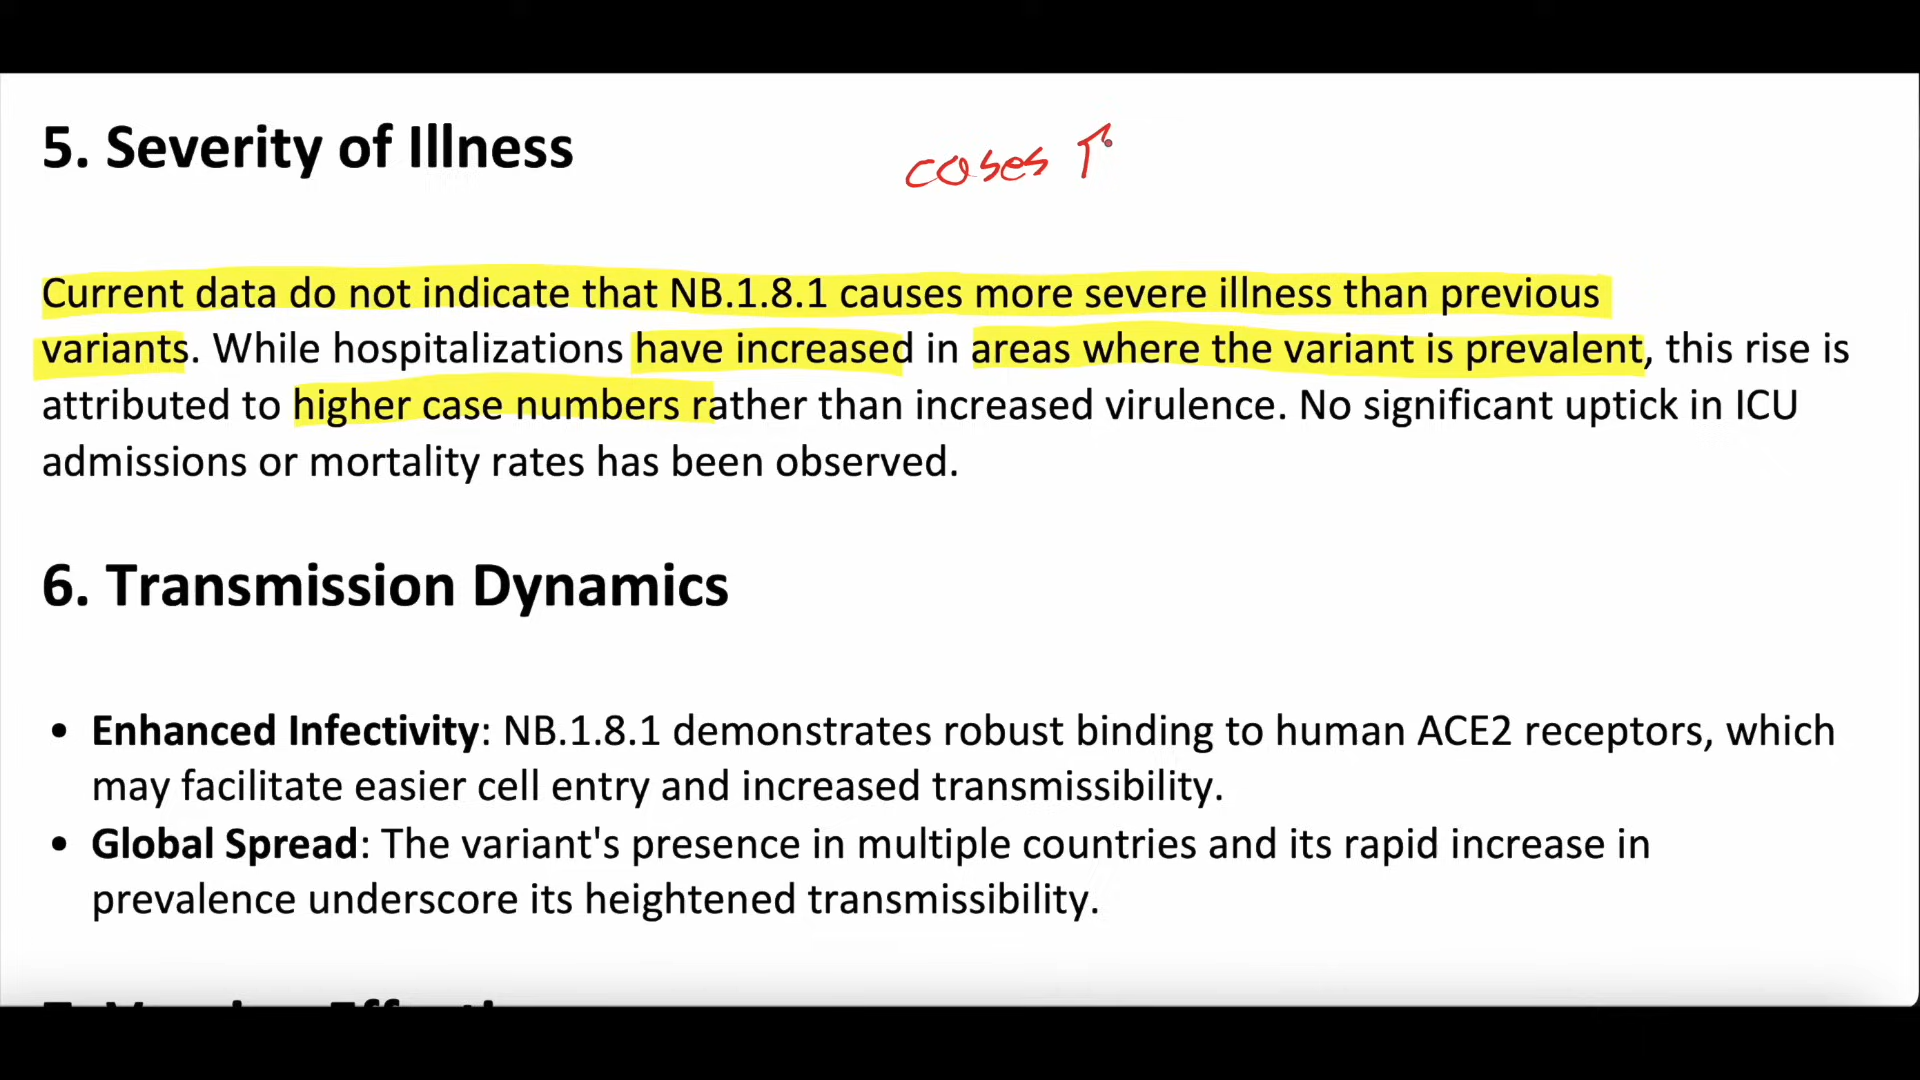 5. Severity of Illness
cases ↑
Current data do not indicate that NB.1.8.1 causes more severe illness than previous
variants. While hospitalizations have increased in areas where the variant is prevalent, this rise is
attributed to higher case numbers rather than increased virulence. No significant uptick in ICU
admissions or mortality rates has been observed.
6. Transmission Dynamics
• Enhanced Infectivity: NB.1.8.1 demonstrates robust binding to human ACE2 receptors, which
may facilitate easier cell entry and increased transmissibility.
• Global Spread: The variant's presence in multiple countries and its rapid increase in
prevalence underscore its heightened transmissibility.